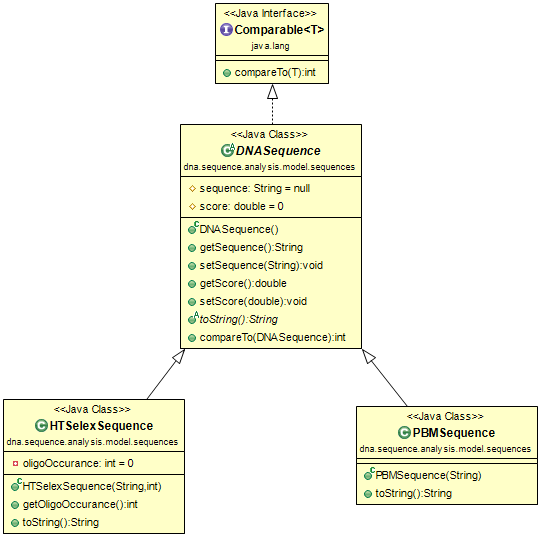 <<Java Interface>>
Comparable<T>
java.lang
compareTo(T):int
<<Java Class>>
DNASequence
dna.sequence.analysis.model.sequences
sequence: String = null
score: double = 0
DNASequence()
getSequence():String
setSequence(String):void
getScore():double
setScore(double):void
toString():String
compareTo(DNASequence):int
<<Java Class>>
HTSelexSequence
dna.sequence.analysis.model.sequences
oligoOccurance: int = 0
HTSelexSequence(String,int)
getOligoOccurance():int
toString():String
<<Java Class>>
PBMSequence
dna.sequence.analysis.model.sequences
PBMSequence(String)
toString():String